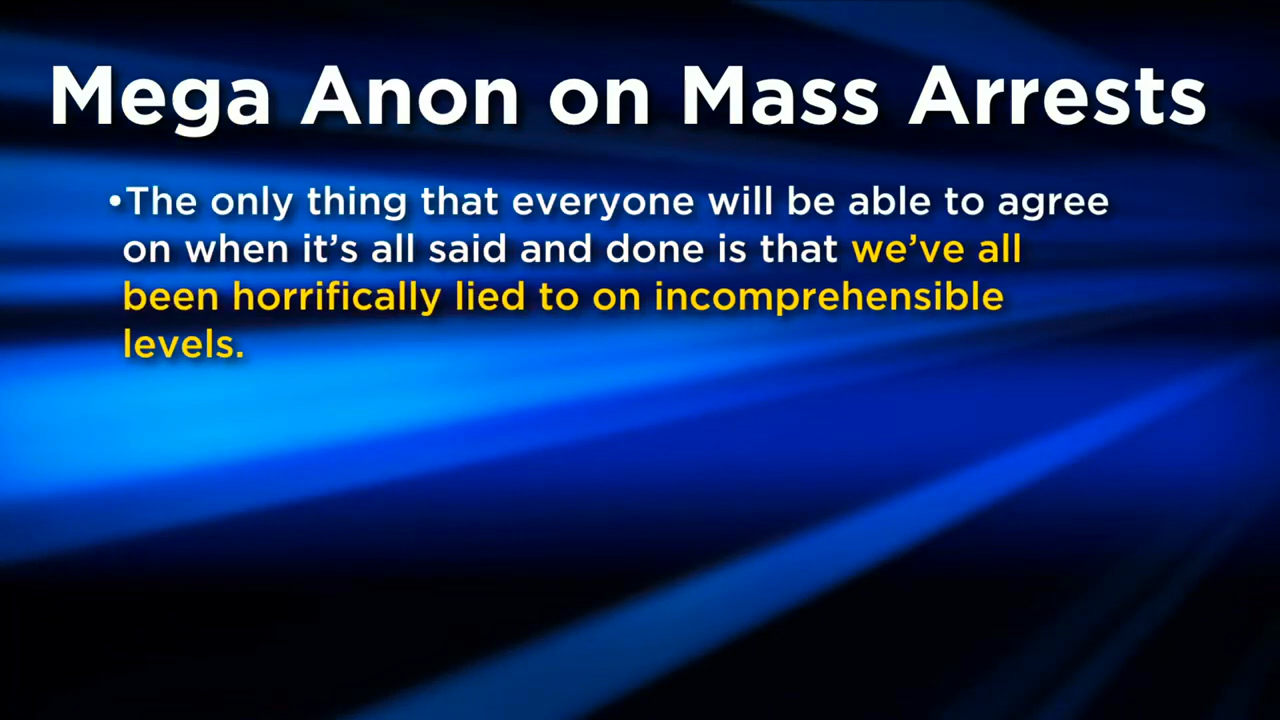 Mega Anon on Mass Arrests
•The only thing that everyone will be able to agree
on when it’s all said and done is that we’ve all
been horrifically lied to on incomprehensible
levels.